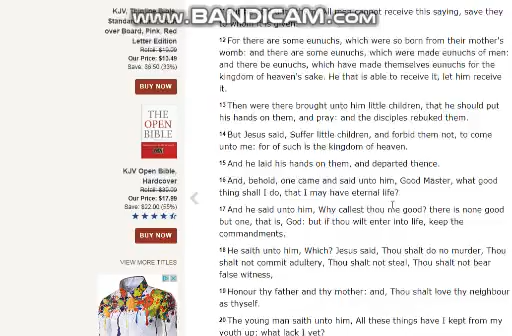 KJV, Thinline Bible,
Standard
over Board, Pink, Red
Letter Edition
Retail: $19.99
Our Price: $13.49
Save: $6.50 (33%)
BUY NOW
THE
OPEN
BIBLE
KJV Open Bible,
Hardcover
Retail: $39.99
Our Price: $17.99
Save: $22.00 (55%)
BUY NOW
VIEW MORE TITLES
WWW.BANDICAM.COM
All men cannot receive this saying, save they
to whom it is given.
12 For there are some eunuchs, which were so born from their mother's
womb: and there are some eunuchs, which were made eunuchs of men:
and there be eunuchs, which have made themselves eunuchs for the
kingdom of heaven's sake. He that is able to receive it, let him receive
it.
13 Then were there brought unto him little children, that he should put
his hands on them, and pray: and the disciples rebuked them.
14 But Jesus said, Suffer little children, and forbid them not, to come
unto me: for of such is the kingdom of heaven.
15 And he laid his hands on them, and departed thence.
16 And, behold, one came and said unto him, Good Master, what good
thing shall I do, that I may have eternal life?
17 And he said unto him, Why callest thou me good? there is none good
but one, that is, God: but if thou wilt enter into life, keep the
commandments.
18 He saith unto him, Which? Jesus said, Thou shalt do no murder, Thou
shalt not commit adultery, Thou shalt not steal, Thou shalt not bear
false witness,
19 Honour thy father and thy mother: and, Thou shalt love thy neighbour
as thyself.
20 The young man saith unto him, All these things have I kept from my
youth up: what lack I yet?